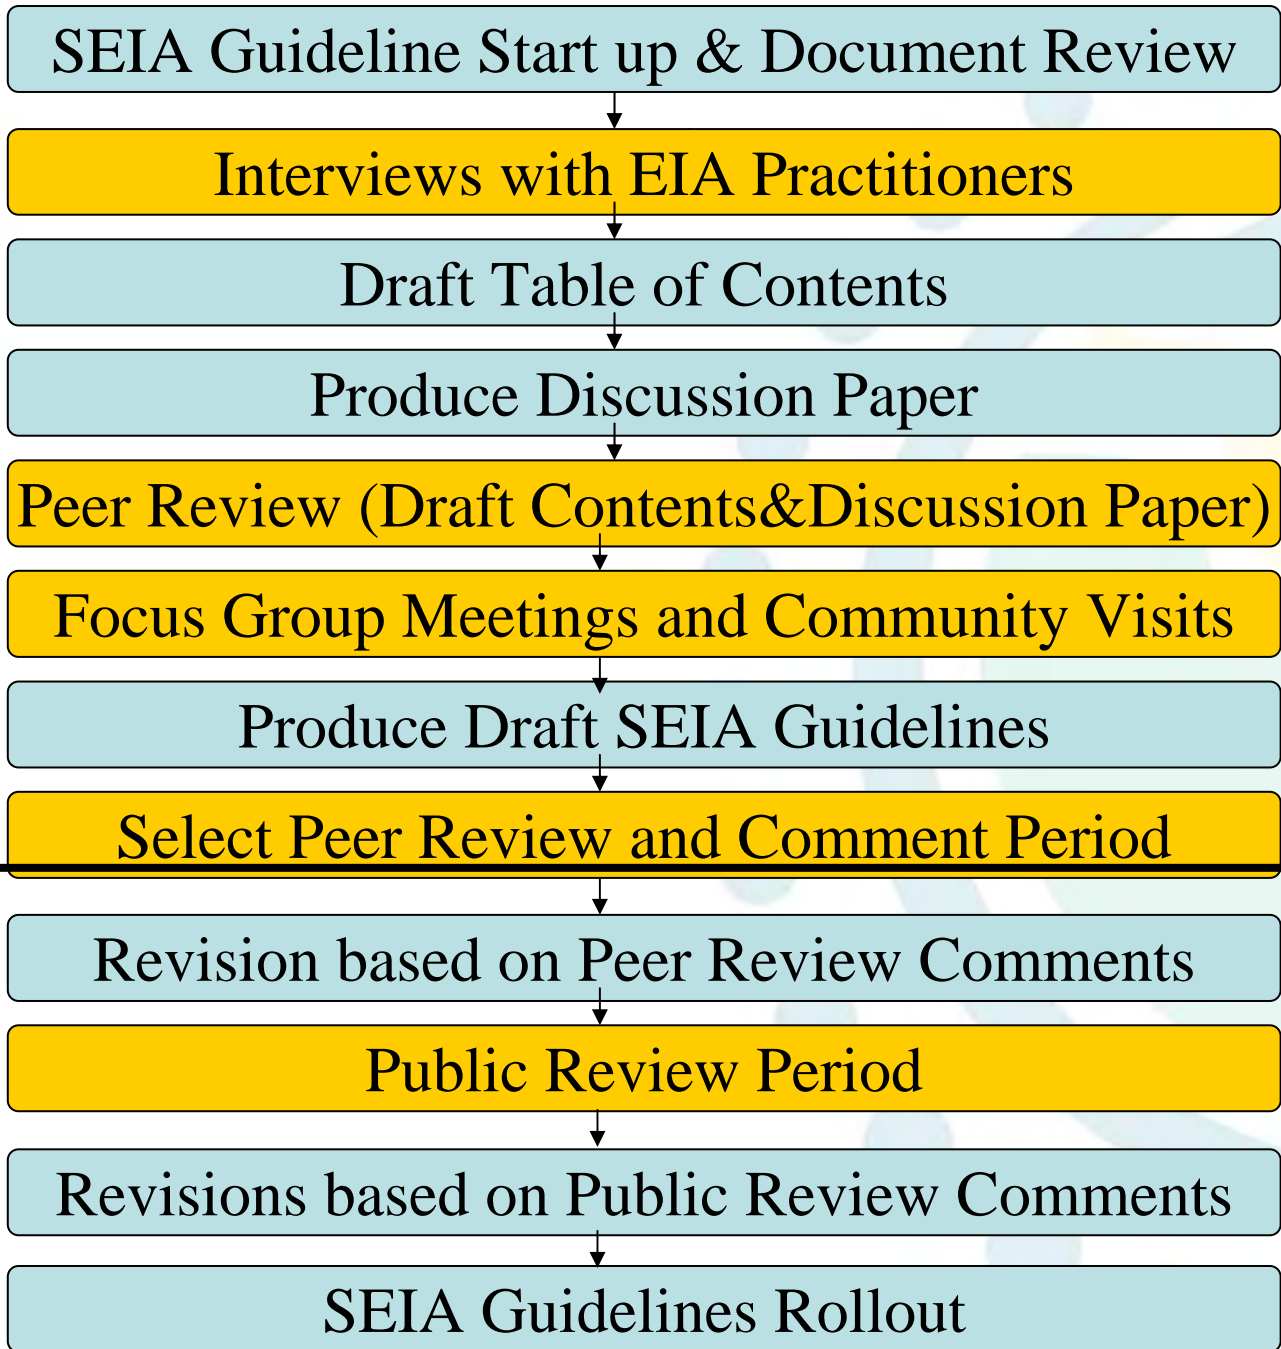 SEIA Guideline Start up & Document Review
Interviews with EIA Practitioners
Draft Table of Contents
Produce Discussion Paper
Peer Review (Draft Contents&Discussion Paper)
Focus Group Meetings and Community Visits
Produce Draft SEIA Guidelines
Select Peer Review and Comment Period
Revision based on Peer Review Comments
Public Review Period
Revisions based on Public Review Comments
SEIA Guidelines Rollout